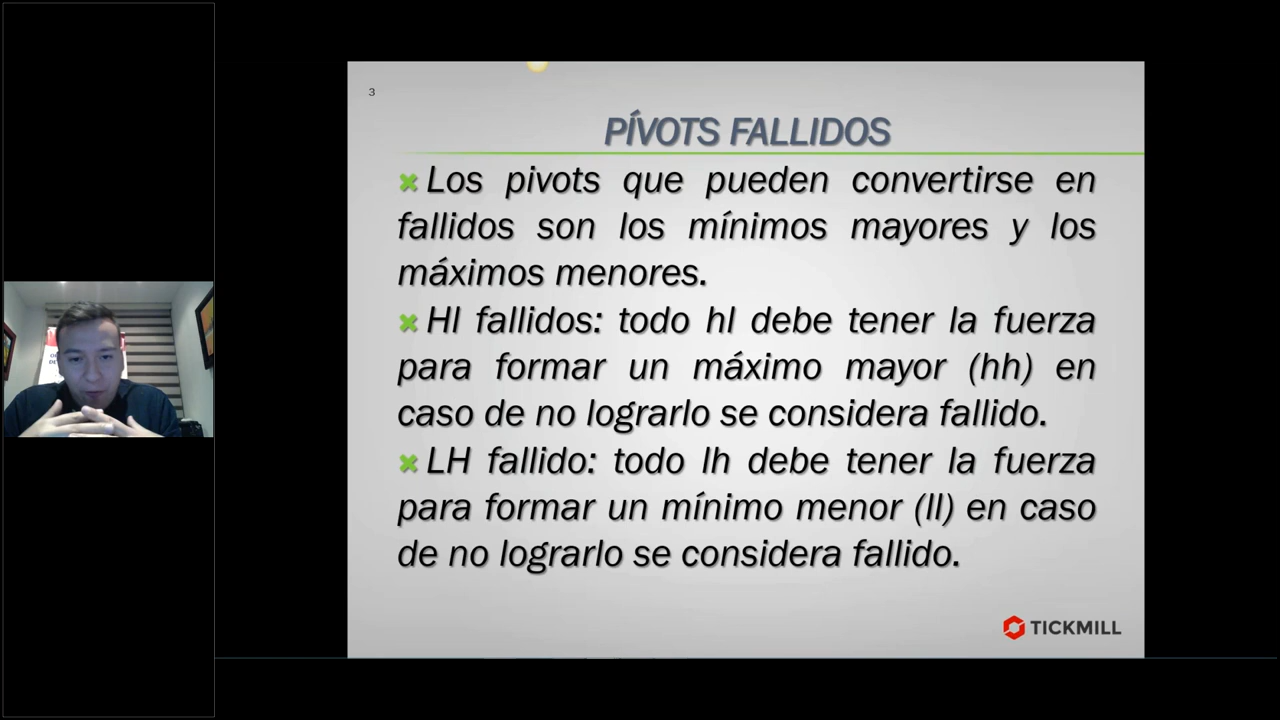 3
PÍVOTS FALLIDOS
Los pivots que pueden convertirse en
fallidos son los mínimos mayores y los
máximos menores.
Hl fallidos: todo hl debe tener la fuerza
para formar un máximo mayor (hh) en
caso de no lograrlo se considera fallido.
LH fallido: todo lh debe tener la fuerza
para formar un mínimo menor (ll) en caso
de no lograrlo se considera fallido.
TICKMILL